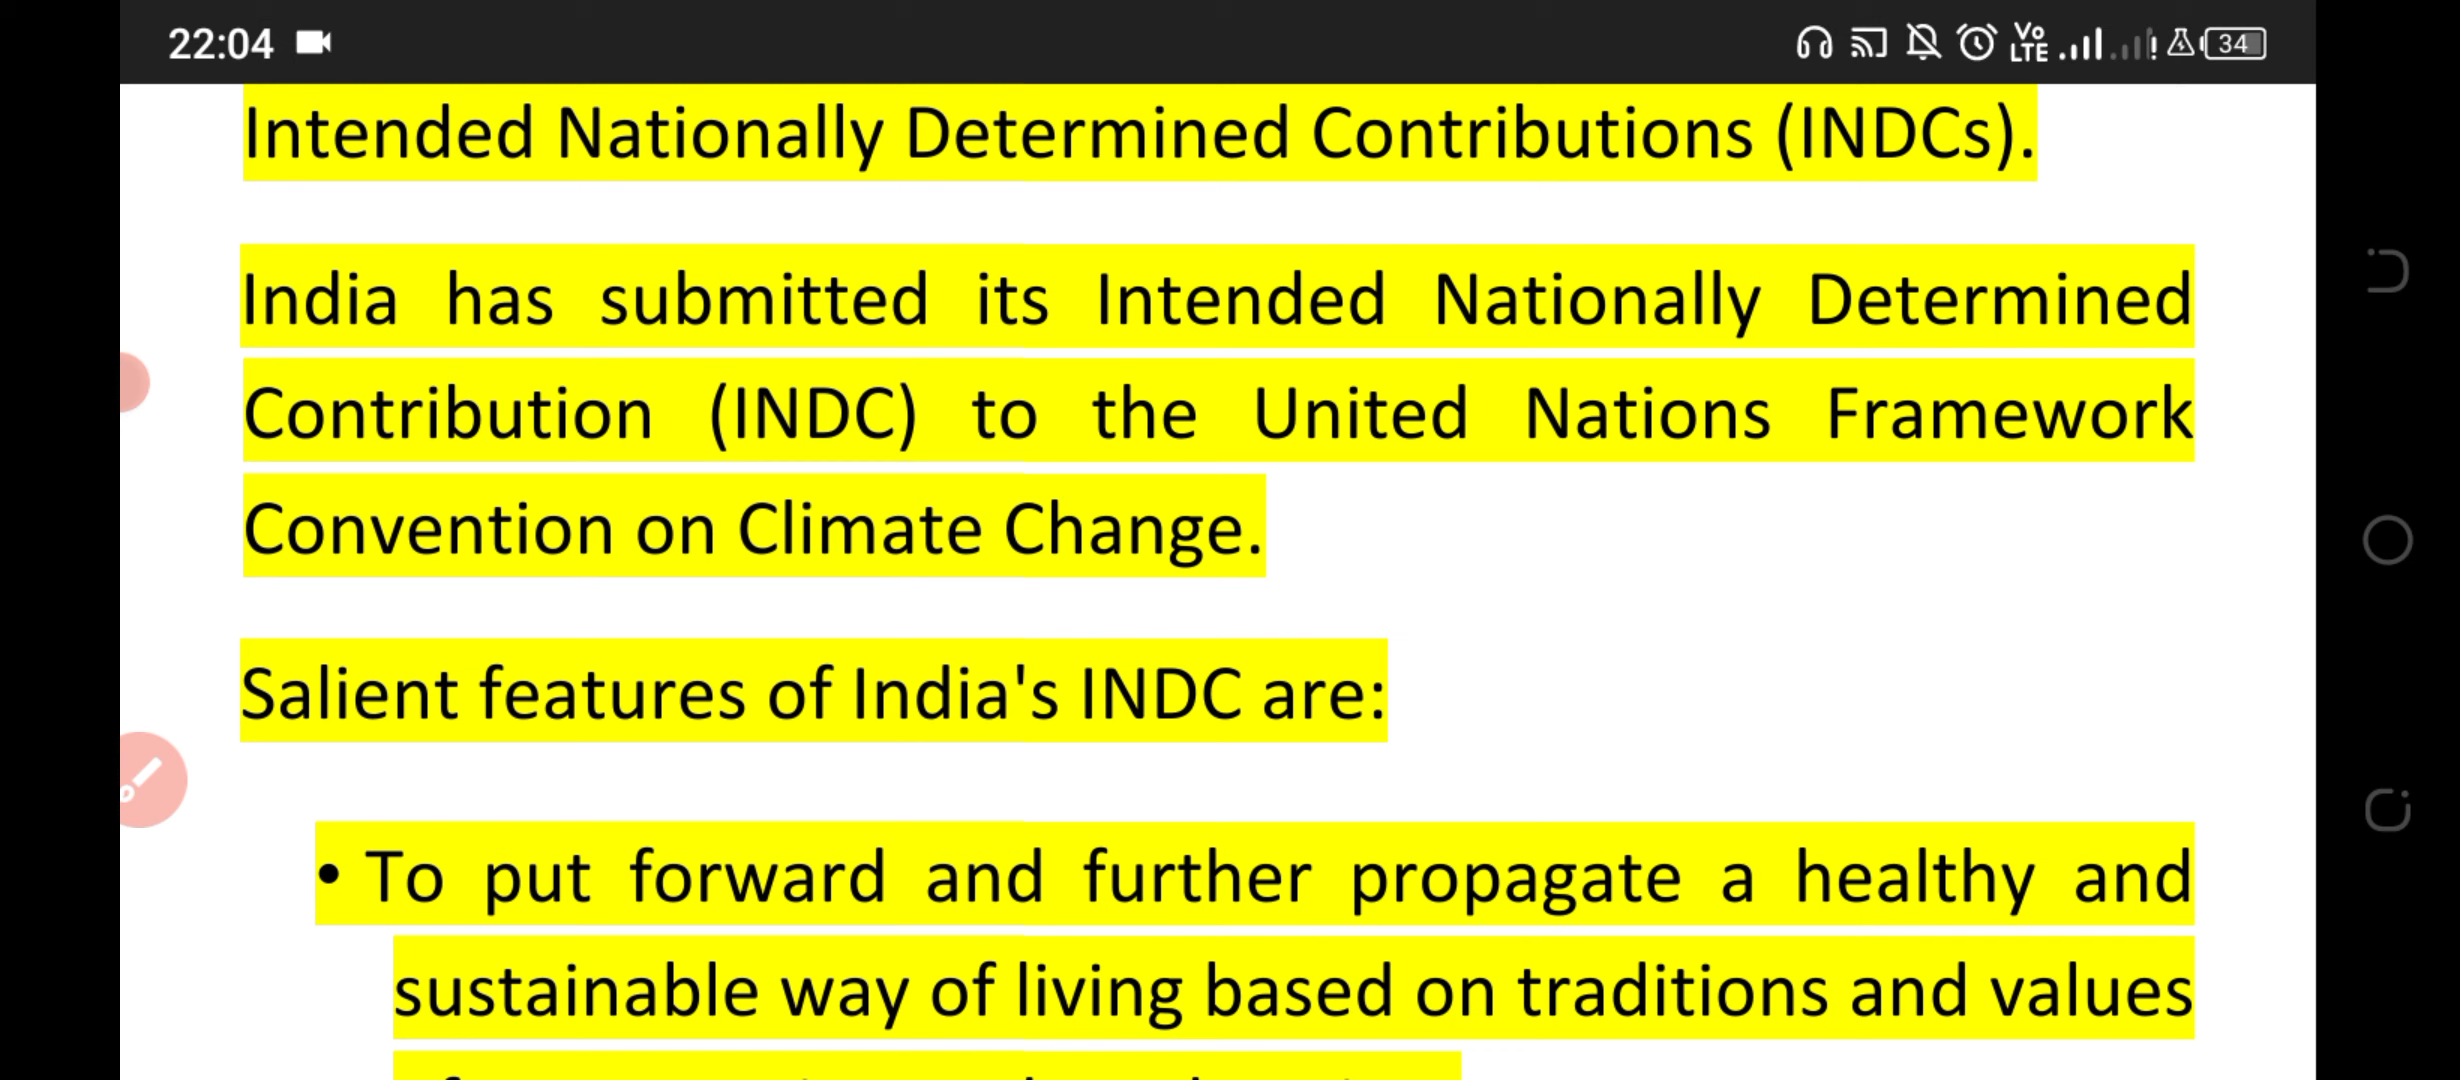 22:04
Vo LTE 34
Intended Nationally Determined Contributions (INDCs).
India has submitted its Intended Nationally Determined
Contribution (INDC) to the United Nations Framework
Convention on Climate Change.
Salient features of India's INDC are:
• To put forward and further propagate a healthy and
sustainable way of living based on traditions and values